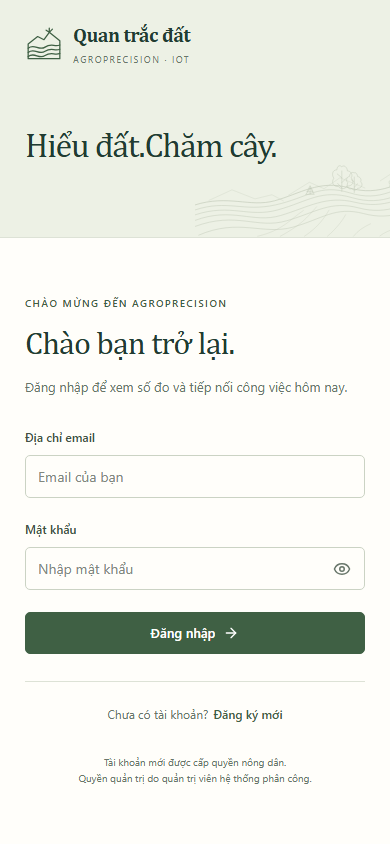 Quan trắc đất
AGROPRECISION · IOT
Hiểu đất.Chăm cây.
CHÀO MỪNG ĐẾN AGROPRECISION
Chào bạn trở lại.
Đăng nhập để xem số đo và tiếp nối công việc hôm nay.
Địa chỉ email
Email của bạn
Mật khẩu
Nhập mật khẩu
Đăng nhập →
Chưa có tài khoản? Đăng ký mới
Tài khoản mới được cấp quyền nông dân.
Quyền quản trị do quản trị viên hệ thống phân công.